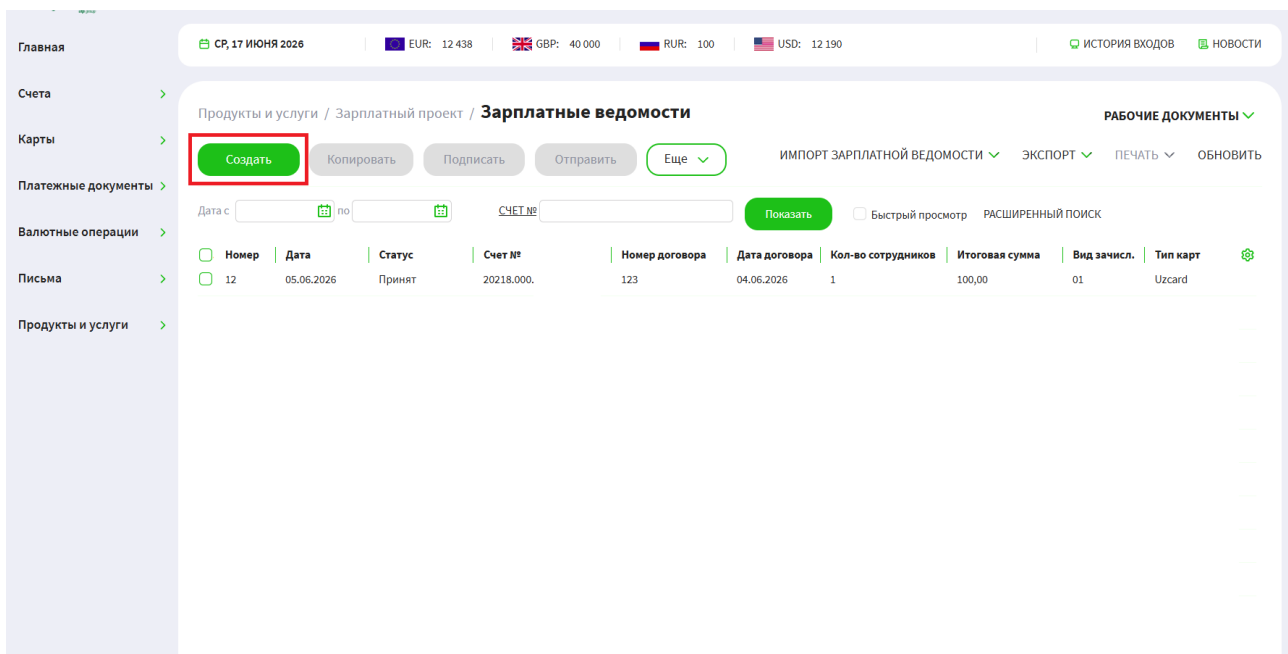 Главная
Счета
Карты
Платежные документы
Валютные операции
Письма
Продукты и услуги
СР, 17 ИЮНЯ 2026 EUR: 12 438 GBP: 40 000 RUR: 100 USD: 12 190 ИСТОРИЯ ВХОДОВ НОВОСТИ
Продукты и услуги / Зарплатный проект / Зарплатные ведомости РАБОЧИЕ ДОКУМЕНТЫ
Создать Копировать Подписать Отправить Еще ИМПОРТ ЗАРПЛАТНОЙ ВЕДОМОСТИ ЭКСПОРТ ПЕЧАТЬ ОБНОВИТЬ
Дата с по СЧЕТ № Показать Быстрый просмотр РАСШИРЕННЫЙ ПОИСК
Номер Дата Статус Счет № Номер договора Дата договора Кол-во сотрудников Итоговая сумма Вид зачисл. Тип карт
12 05.06.2026 Принят 20218.000. 123 04.06.2026 1 100,00 01 Uzcard